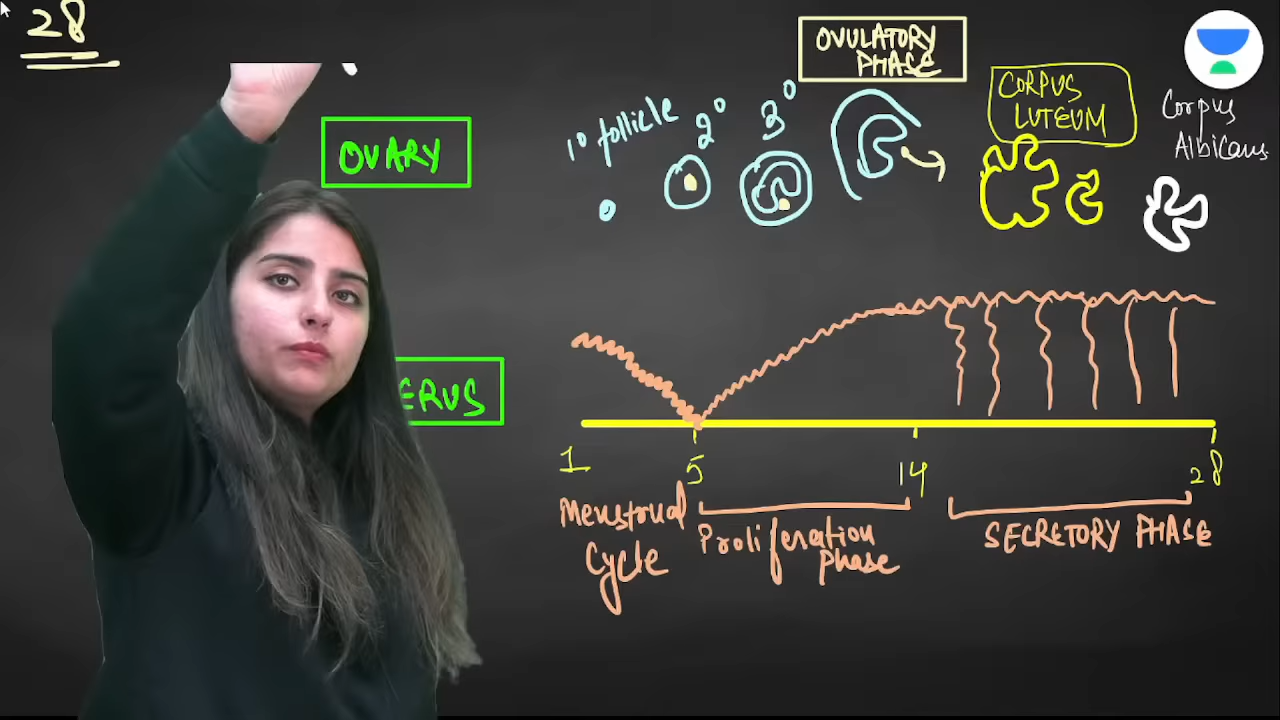 28
OVULATORY
PHASE
OVARY
1° follicle
2°
3°
CORPUS
LUTEUM
Corpus
Albicans
ERUS
1
5
14
28
Menstrual
Cycle
Proliferation
phase
SECRETORY PHASE